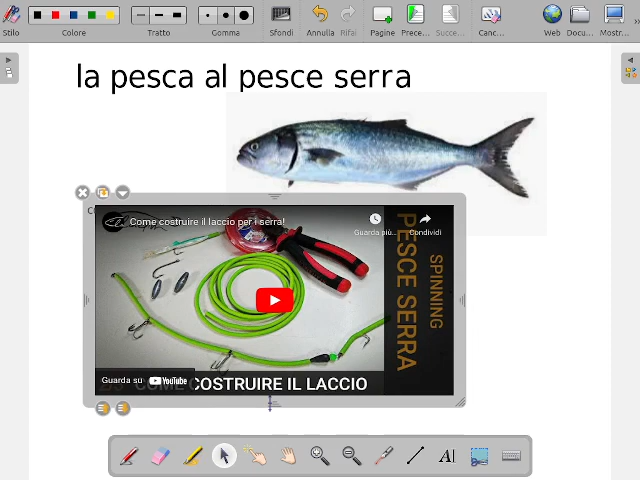 Stilo
Colore
Tratto
Gomma
Sfondi
Annulla
Rifai
Pagine
Prece...
Succe...
Canc...
Web
Docu...
Mostr...
la pesca al pesce serra
Come costruire il laccio per i serra!
Guarda più...
Condividi
SPINNING
PESCE SERRA
Guarda su YouTube
COSTRUIRE IL LACCIO